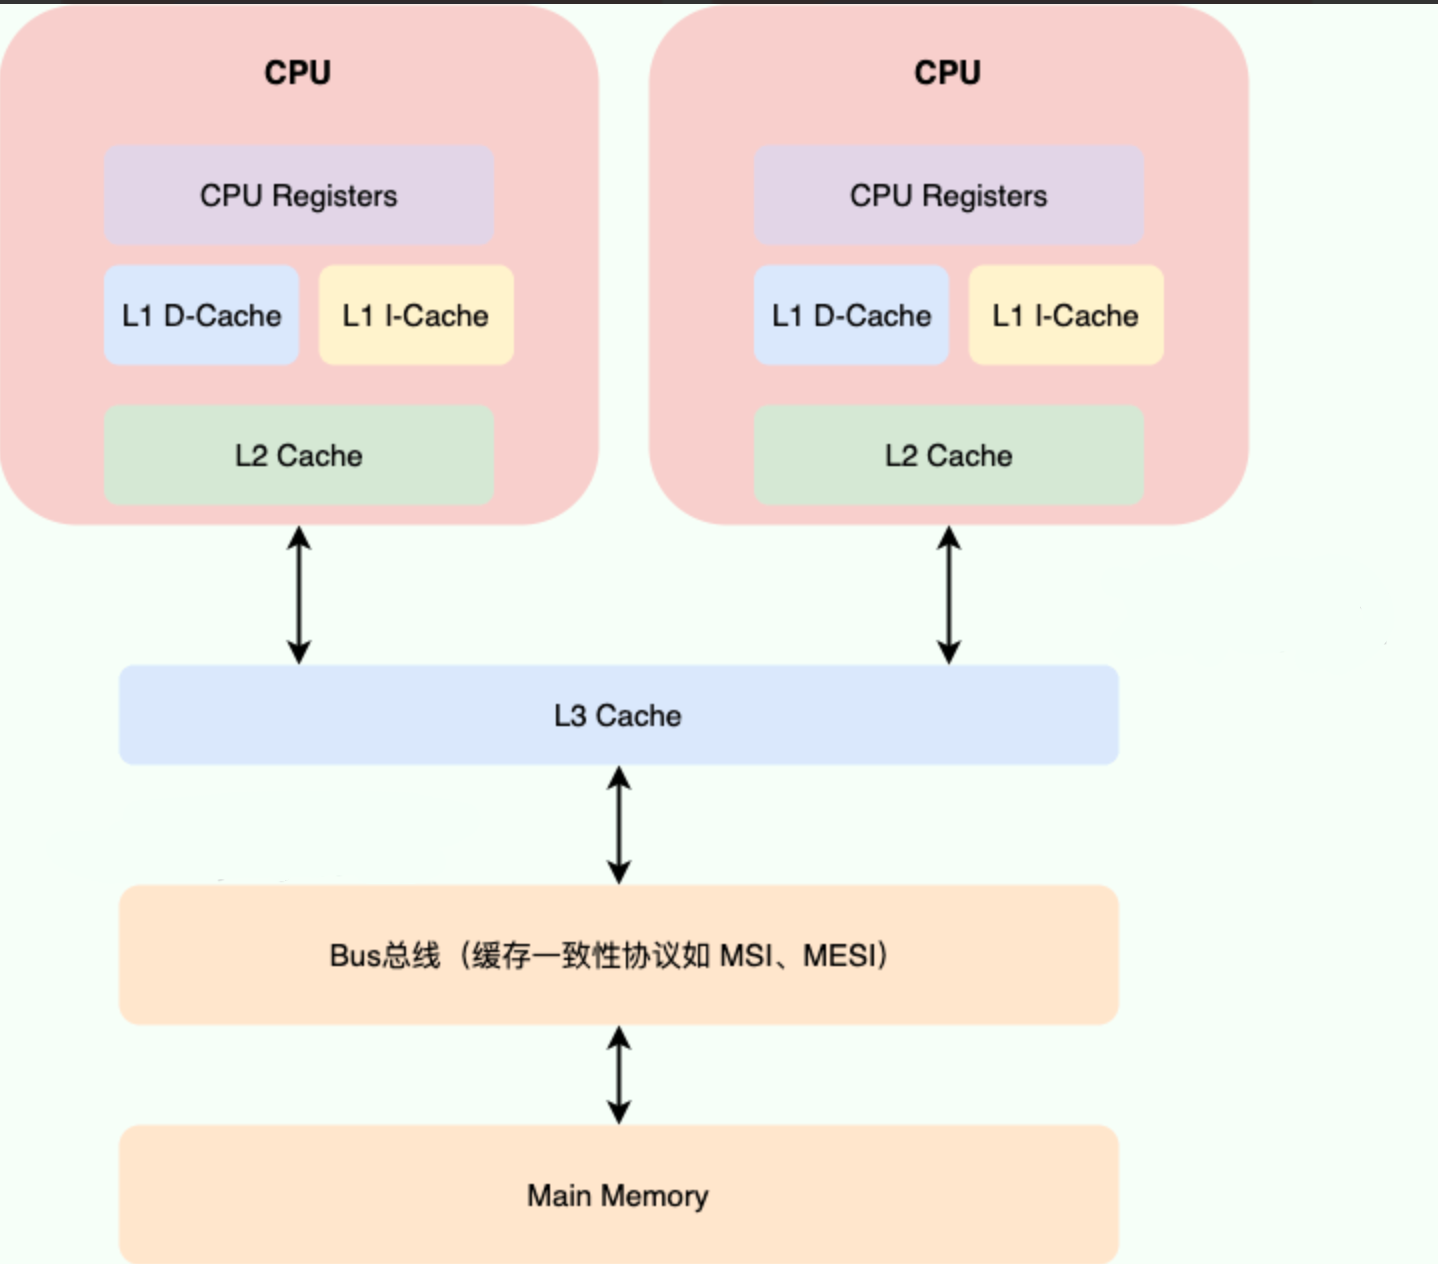 CPU
CPU
CPU Registers
CPU Registers
L1 D-Cache
L1 I-Cache
L1 D-Cache
L1 I-Cache
L2 Cache
L2 Cache
L3 Cache
Bus总线（缓存一致性协议如 MSI、MESI）
Main Memory